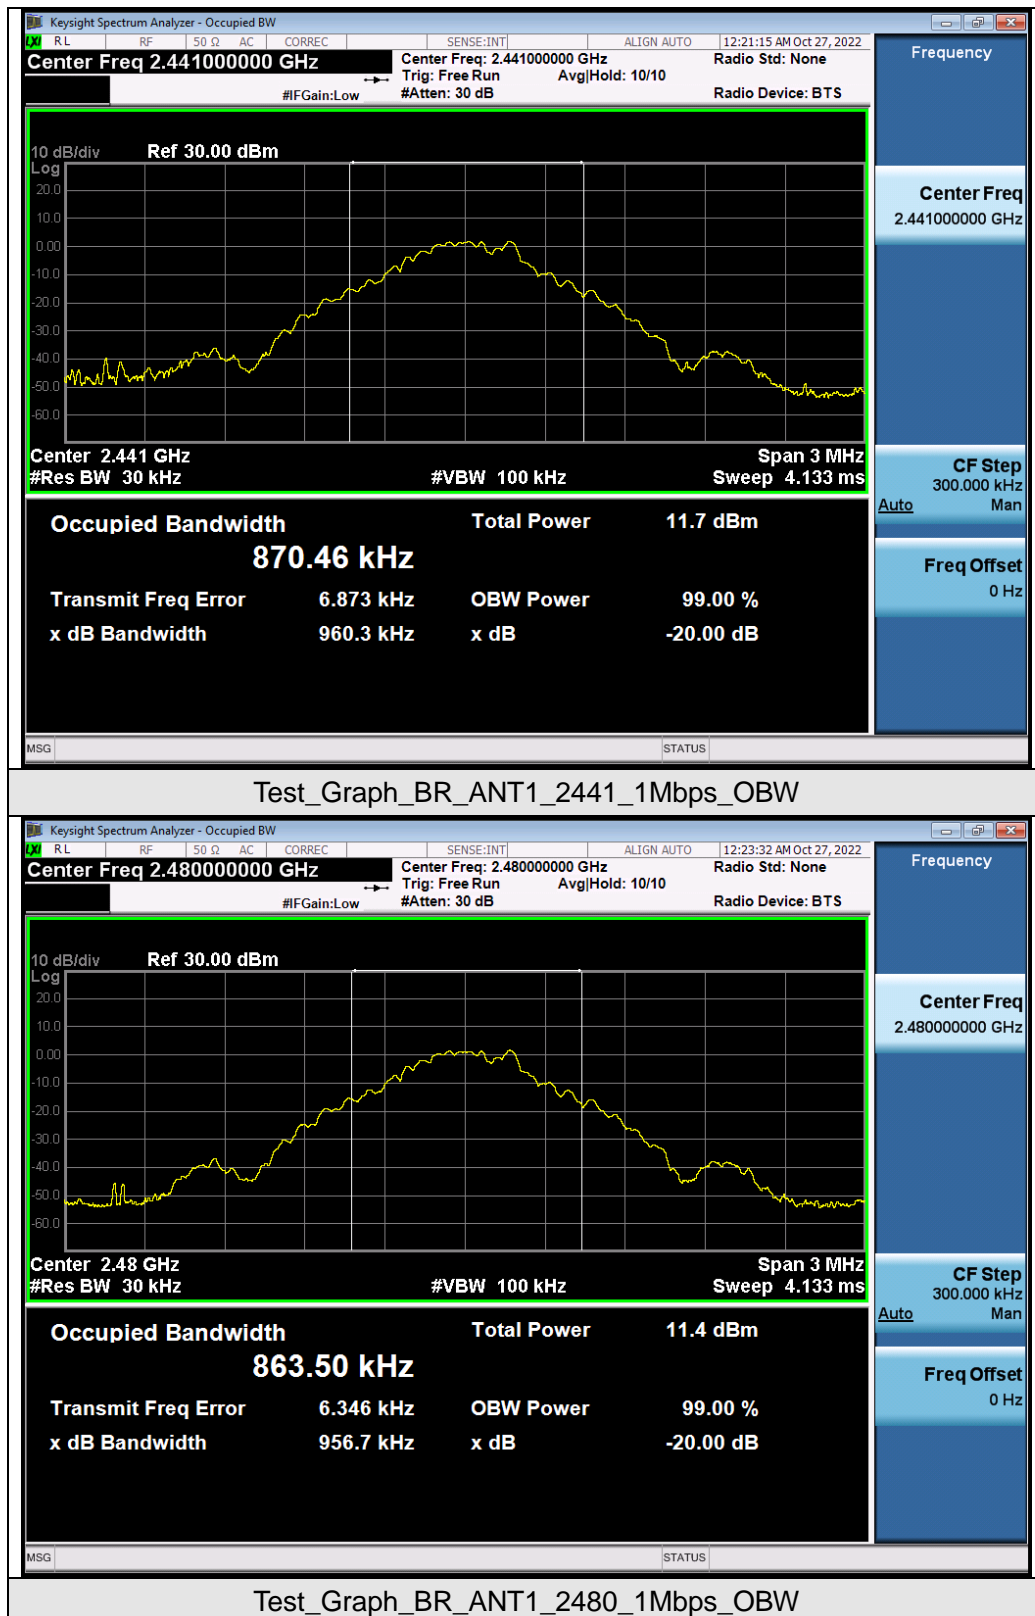 Keysight Spectrum Analyzer - Occupied BW
LXI RL RF 50 Ω AC CORREC SENSE:INT ALIGN AUTO 12:21:15 AM Oct 27, 2022
Center Freq 2.441000000 GHz
Center Freq: 2.441000000 GHz
Radio Std: None
Trig: Free Run Avg|Hold: 10/10
#IFGain:Low
#Atten: 30 dB
Radio Device: BTS
Frequency
10 dB/div Ref 30.00 dBm
Log
20.0
10.0
0.00
-10.0
-20.0
-30.0
-40.0
-50.0
-60.0
Center 2.441 GHz
Span 3 MHz
#Res BW 30 kHz
#VBW 100 kHz
Sweep 4.133 ms
Center Freq
2.441000000 GHz
CF Step
300.000 kHz
Auto Man
Freq Offset
0 Hz
Occupied Bandwidth
Total Power 11.7 dBm
870.46 kHz
Transmit Freq Error 6.873 kHz OBW Power 99.00 %
x dB Bandwidth 960.3 kHz x dB -20.00 dB
MSG STATUS
Test_Graph_BR_ANT1_2441_1Mbps_OBW
Keysight Spectrum Analyzer - Occupied BW
LXI RL RF 50 Ω AC CORREC SENSE:INT ALIGN AUTO 12:23:32 AM Oct 27, 2022
Center Freq 2.480000000 GHz
Center Freq: 2.480000000 GHz
Radio Std: None
Trig: Free Run Avg|Hold: 10/10
#IFGain:Low
#Atten: 30 dB
Radio Device: BTS
Frequency
10 dB/div Ref 30.00 dBm
Log
20.0
10.0
0.00
-10.0
-20.0
-30.0
-40.0
-50.0
-60.0
Center 2.48 GHz
Span 3 MHz
#Res BW 30 kHz
#VBW 100 kHz
Sweep 4.133 ms
Center Freq
2.480000000 GHz
CF Step
300.000 kHz
Auto Man
Freq Offset
0 Hz
Occupied Bandwidth
Total Power 11.4 dBm
863.50 kHz
Transmit Freq Error 6.346 kHz OBW Power 99.00 %
x dB Bandwidth 956.7 kHz x dB -20.00 dB
MSG STATUS
Test_Graph_BR_ANT1_2480_1Mbps_OBW